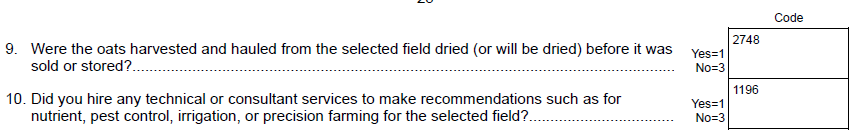 Code
9. Were the oats harvested and hauled from the selected field dried (or will be dried) before it was
sold or stored?.......................................................................................................................................
Yes=1
No=3
2748
10. Did you hire any technical or consultant services to make recommendations such as for
nutrient, pest control, irrigation, or precision farming for the selected field?...................................
Yes=1
No=3
1196